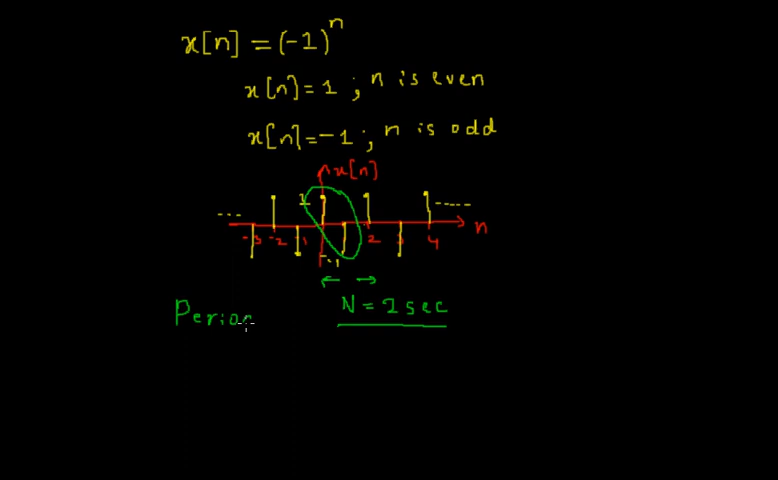 x[n] = (-1)^n
x[n] = 1 ; n is even
x[n] = -1 ; n is odd
x[n]
1
... -3 -2 -1 2 3 4 ..... n
-1
N = 2 sec
Perio